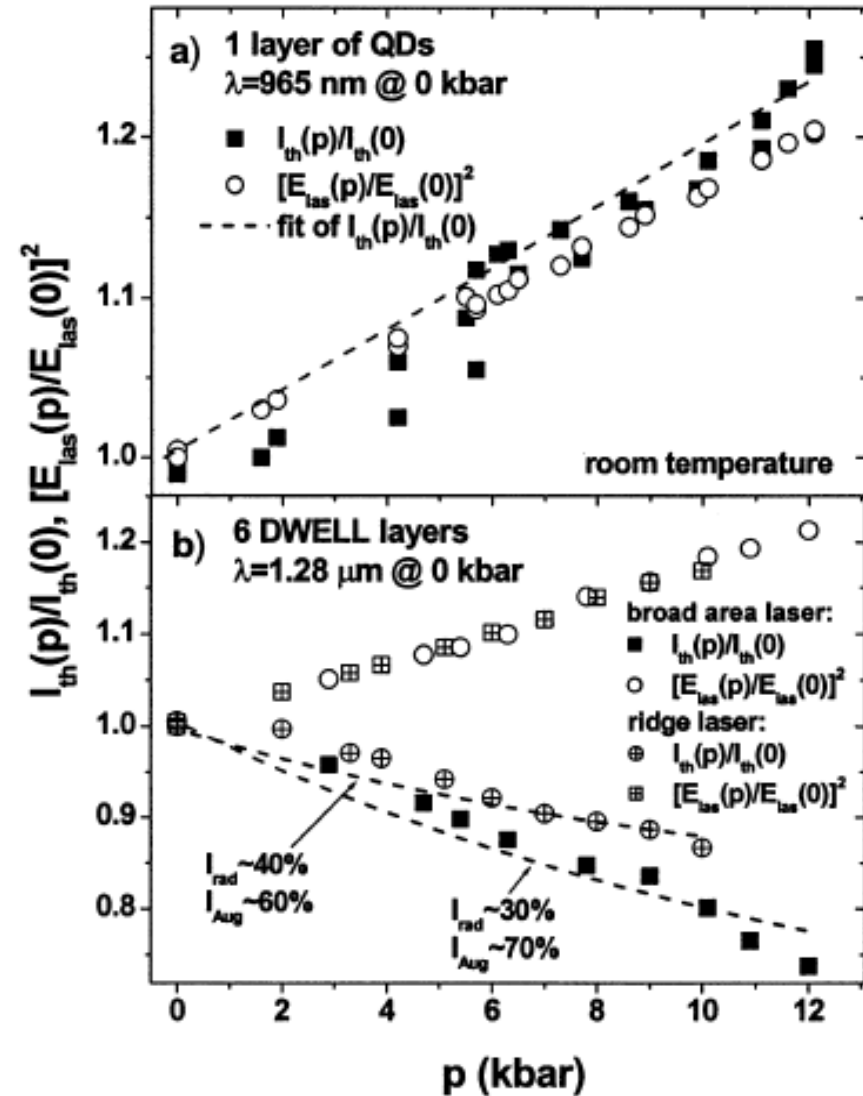 a) 1 layer of QDs
λ=965 nm @ 0 kbar
■ I_th(p)/I_th(0)
○ [E_las(p)/E_las(0)]²
--- fit of I_th(p)/I_th(0)
room temperature
1.2
1.1
1.0
b) 6 DWELL layers
λ=1.28 µm @ 0 kbar
broad area laser:
■ I_th(p)/I_th(0)
○ [E_las(p)/E_las(0)]²
ridge laser:
⊕ I_th(p)/I_th(0)
⊞ [E_las(p)/E_las(0)]²
I_rad~40%
I_Aug~60%
I_rad~30%
I_Aug~70%
1.2
1.1
1.0
0.9
0.8
0 2 4 6 8 10 12
p (kbar)
I_th(p)/I_th(0), [E_las(p)/E_las(0)]²